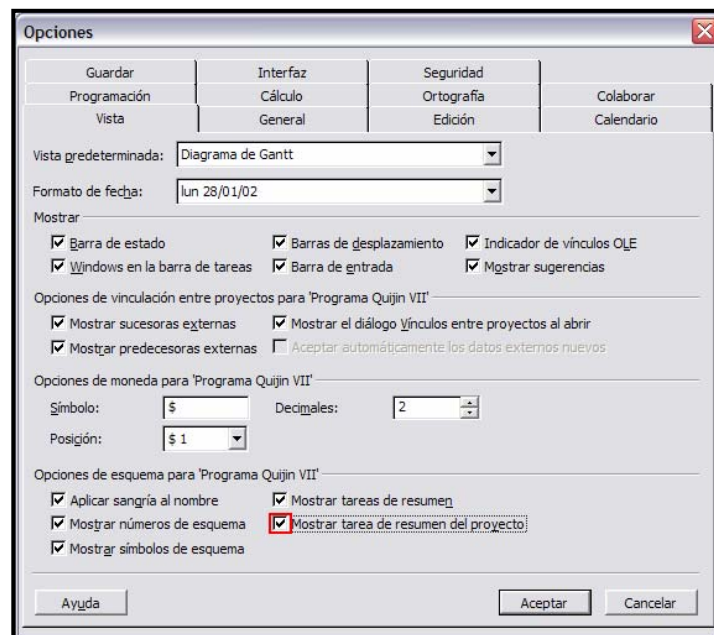 Opciones
Guardar Interfaz Seguridad
Programación Cálculo Ortografía Colaborar
Vista General Edición Calendario
Vista predeterminada: Diagrama de Gantt
Formato de fecha: lun 28/01/02
Mostrar
Barra de estado Barras de desplazamiento Indicador de vínculos OLE
Windows en la barra de tareas Barra de entrada Mostrar sugerencias
Opciones de vinculación entre proyectos para 'Programa Quijin VII'
Mostrar sucesoras externas Mostrar el diálogo Vínculos entre proyectos al abrir
Mostrar predecesoras externas Aceptar automáticamente los datos externos nuevos
Opciones de moneda para 'Programa Quijin VII'
Símbolo: $ Decimales: 2
Posición: $ 1
Opciones de esquema para 'Programa Quijin VII'
Aplicar sangría al nombre Mostrar tareas de resumen
Mostrar números de esquema Mostrar tarea de resumen del proyecto
Mostrar símbolos de esquema
Ayuda Aceptar Cancelar